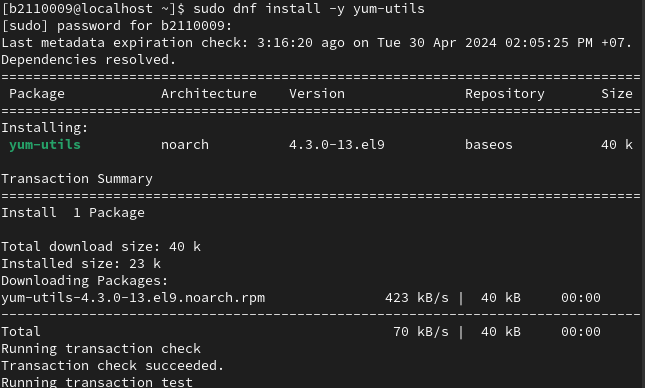 [b2110009@localhost ~]$ sudo dnf install -y yum-utils
[sudo] password for b2110009:
Last metadata expiration check: 3:16:20 ago on Tue 30 Apr 2024 02:05:25 PM +07.
Dependencies resolved.
================================================================================
 Package            Architecture    Version               Repository       Size
================================================================================
Installing:
 yum-utils          noarch          4.3.0-13.el9          baseos           40 k

Transaction Summary
================================================================================
Install  1 Package

Total download size: 40 k
Installed size: 23 k
Downloading Packages:
yum-utils-4.3.0-13.el9.noarch.rpm               423 kB/s |  40 kB     00:00
--------------------------------------------------------------------------------
Total                                            70 kB/s |  40 kB     00:00
Running transaction check
Transaction check succeeded.
Running transaction test